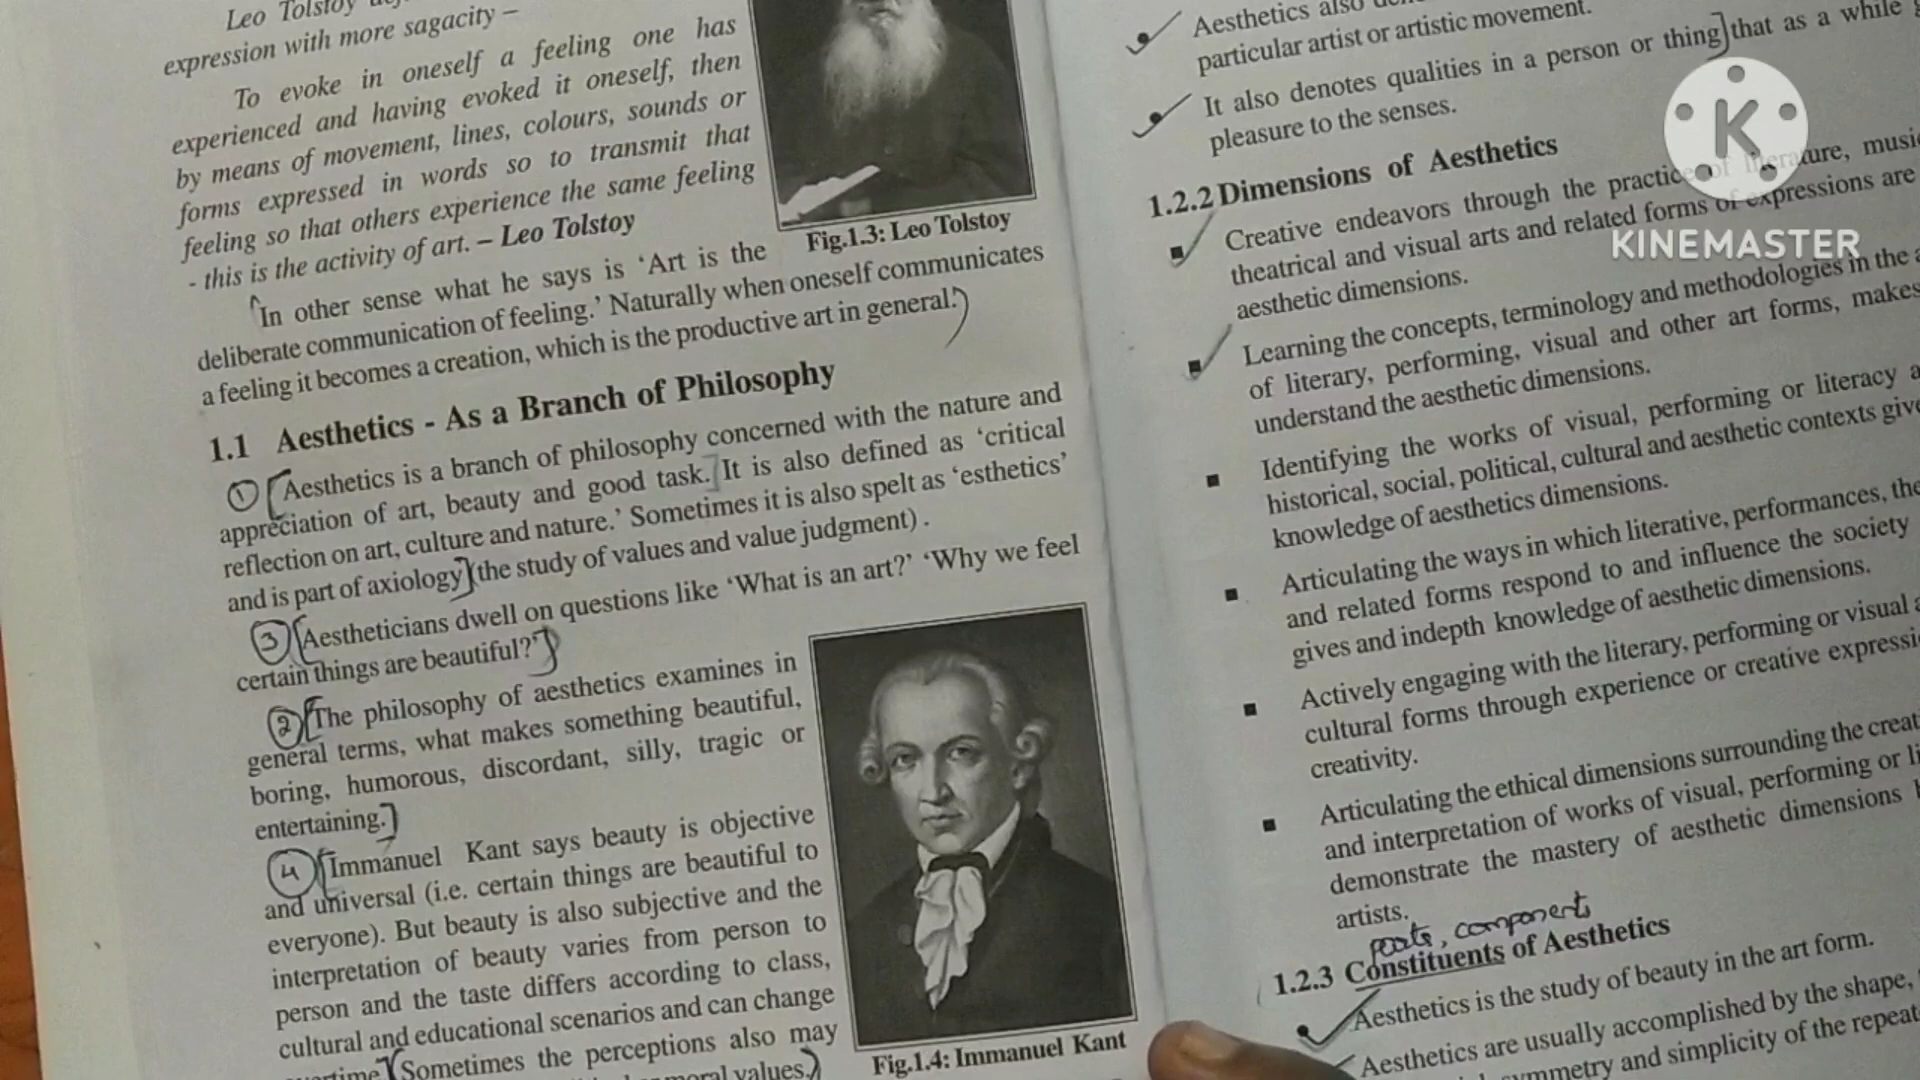 Leo Tolstoy
expression with more sagacity –
To evoke in oneself a feeling one has
experienced and having evoked it oneself, then
by means of movement, lines, colours, sounds or
forms expressed in words so to transmit that
feeling so that others experience the same feeling
- this is the activity of art. – Leo Tolstoy
Fig.1.3: Leo Tolstoy
In other sense what he says is ‘Art is the
deliberate communication of feeling.’ Naturally when oneself communicates
a feeling it becomes a creation, which is the productive art in general.
1.1 Aesthetics - As a Branch of Philosophy
1 Aesthetics is a branch of philosophy concerned with the nature and
appreciation of art, beauty and good task. It is also defined as ‘critical
reflection on art, culture and nature.’ Sometimes it is also spelt as ‘esthetics’
and is part of axiology (the study of values and value judgment).
3 Aestheticians dwell on questions like ‘What is an art?’ ‘Why we feel
certain things are beautiful?’
2 The philosophy of aesthetics examines in
general terms, what makes something beautiful,
boring, humorous, discordant, silly, tragic or
entertaining.
4 Immanuel Kant says beauty is objective
and universal (i.e. certain things are beautiful to
everyone). But beauty is also subjective and the
interpretation of beauty varies from person to
person and the taste differs according to class,
cultural and educational scenarios and can change
Sometimes the perceptions also may
values.
Fig.1.4: Immanuel Kant
Aesthetics also
particular artist or artistic movement.
It also denotes qualities in a person or thing that as a while
pleasure to the senses.
1.2.2 Dimensions of Aesthetics
Creative endeavors through the practice of literature,
theatrical and visual arts and related forms of expressions are
aesthetic dimensions.
Learning the concepts, terminology and methodologies in the
of literary, performing, visual and other art forms, makes
understand the aesthetic dimensions.
Identifying the works of visual, performing or literacy
historical, social, political, cultural and aesthetic contexts
knowledge of aesthetics dimensions.
Articulating the ways in which literative, performances,
and related forms respond to and influence the society
gives and indepth knowledge of aesthetic dimensions.
Actively engaging with the literary, performing or visual
cultural forms through experience or creative
creativity.
Articulating the ethical dimensions surrounding the
and interpretation of works of visual, performing or
demonstrate the mastery of aesthetic dimensions
artists.
parts, components
1.2.3 Constituents of Aesthetics
Aesthetics is the study of beauty in the art form.
Aesthetics are usually accomplished by the shape,
symmetry and simplicity of the
K
KINEMASTER